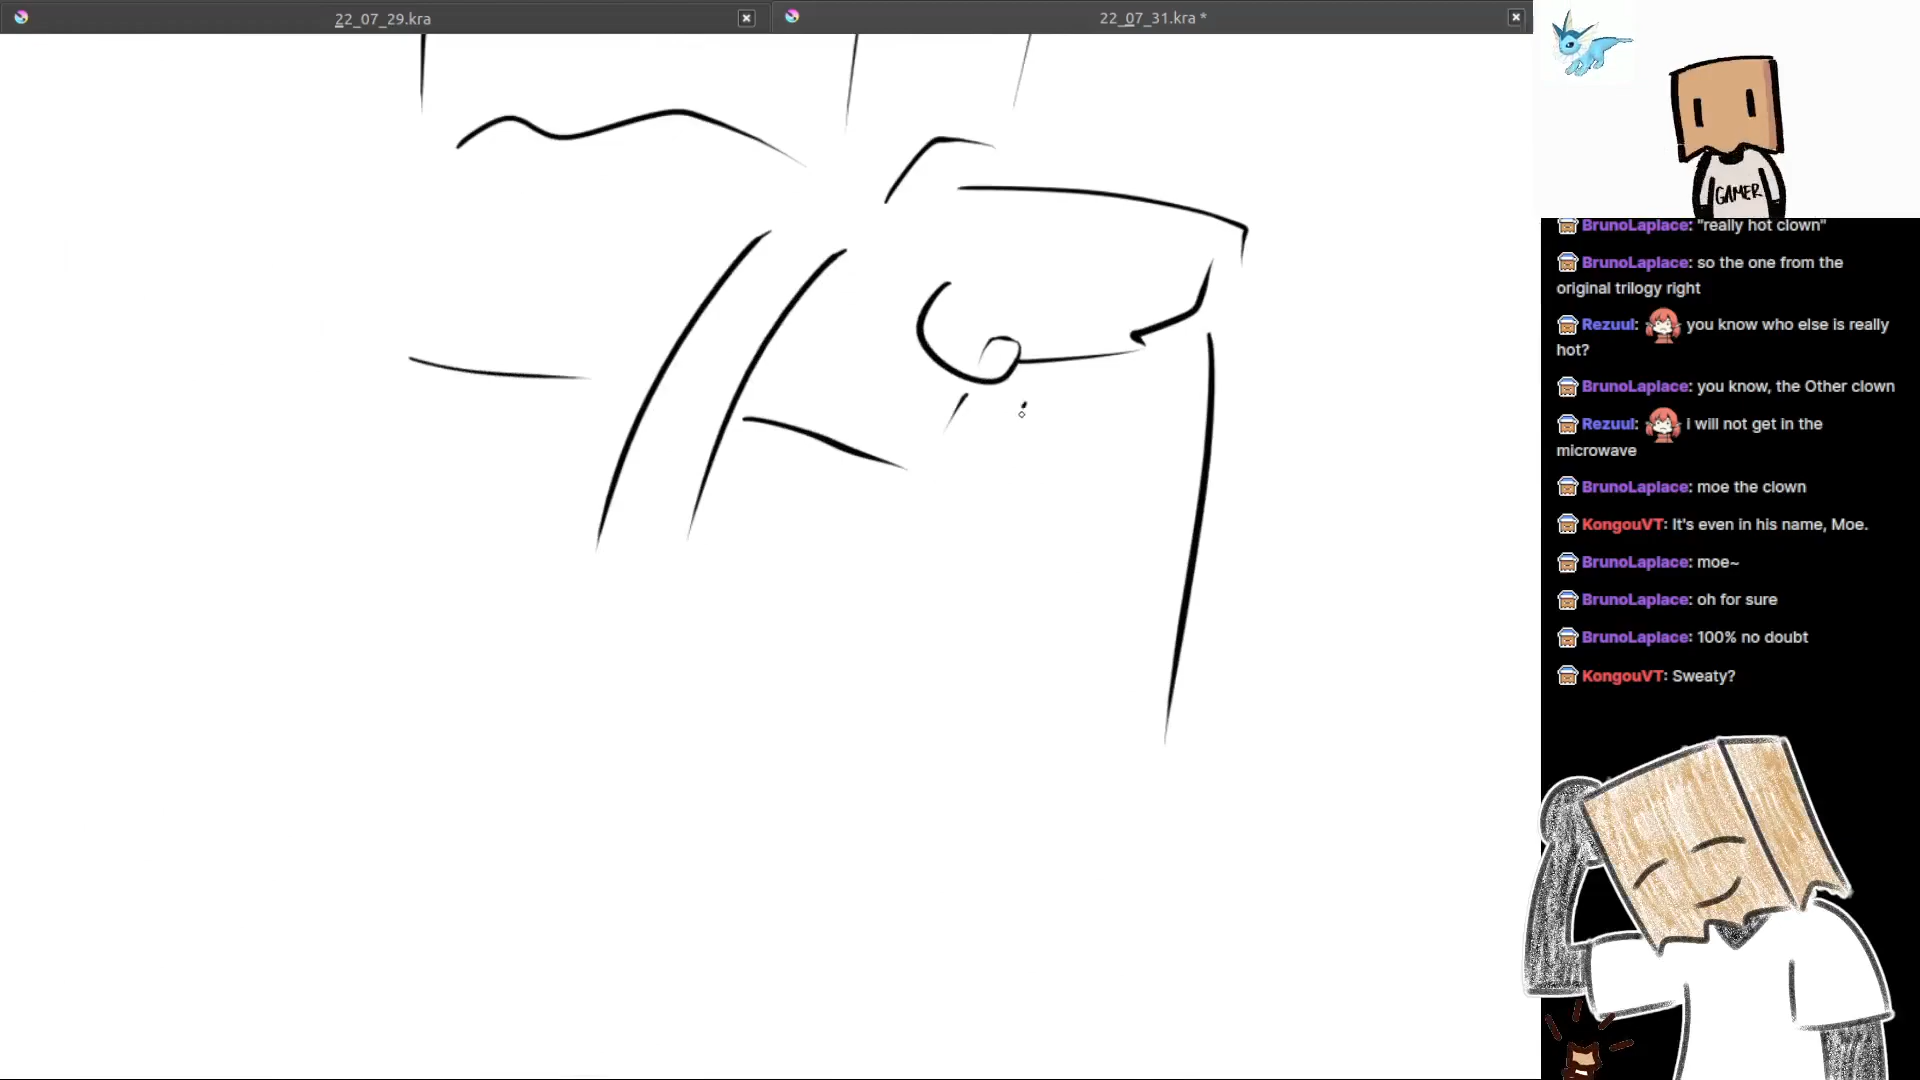 22_07_29.kra
22_07_31.kra *
GAMER
BrunoLaplace: "really hot clown"
BrunoLaplace: so the one from the
original trilogy right
Rezuul: you know who else is really
hot?
BrunoLaplace: you know, the Other clown
Rezuul: i will not get in the
microwave
BrunoLaplace: moe the clown
KongouVT: It's even in his name, Moe.
BrunoLaplace: moe~
BrunoLaplace: oh for sure
BrunoLaplace: 100% no doubt
KongouVT: Sweaty?